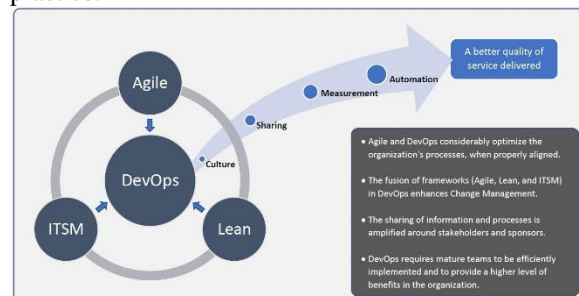 Agile
DevOps
ITSM
Lean
Culture
Sharing
Measurement
Automation
A better quality of
service delivered
• Agile and DevOps considerably optimize the
organization's processes, when properly aligned.
• The fusion of frameworks (Agile, Lean, and ITSM)
in DevOps enhances Change Management.
• The sharing of information and processes is
amplified around stakeholders and sponsors.
• DevOps requires mature teams to be efficiently
implemented and to provide a higher level of
benefits in the organization.